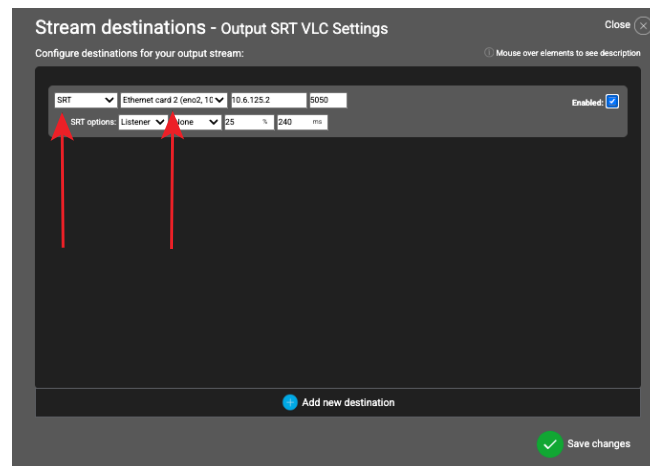 Stream destinations - Output SRT VLC Settings
Close
Configure destinations for your output stream:
Mouse over elements to see description
SRT Ethernet card 2 (eno2, 10 10.6.125.2 5050
Enabled:
SRT options: Listener None 25 % 240 ms
Add new destination
Save changes